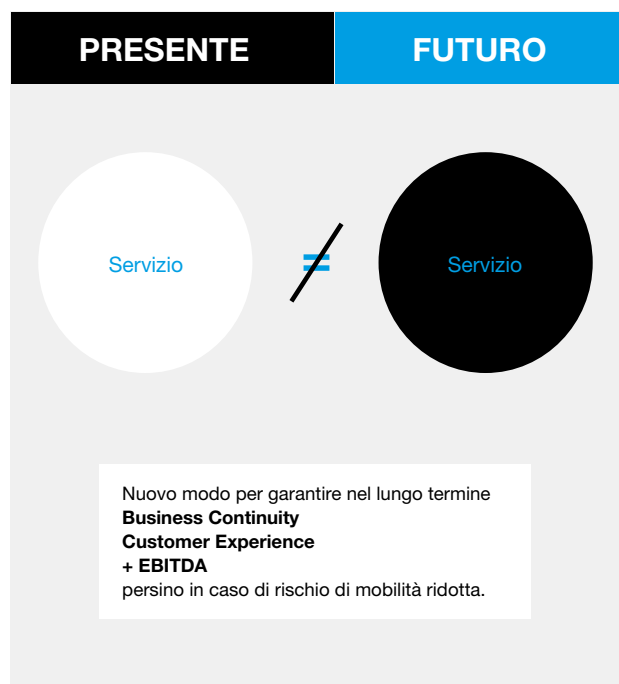 PRESENTE FUTURO
Servizio ≠ Servizio
Nuovo modo per garantire nel lungo termine
Business Continuity
Customer Experience
+ EBITDA
persino in caso di rischio di mobilità ridotta.